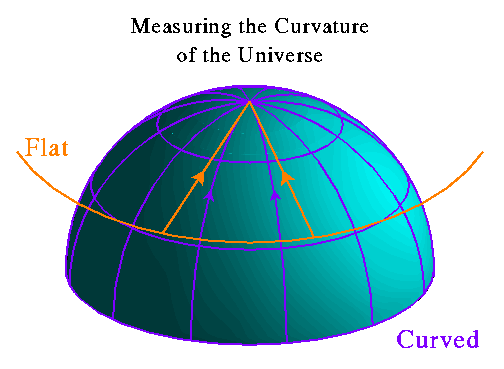 Measuring the Curvature
of the Universe
Flat
Curved